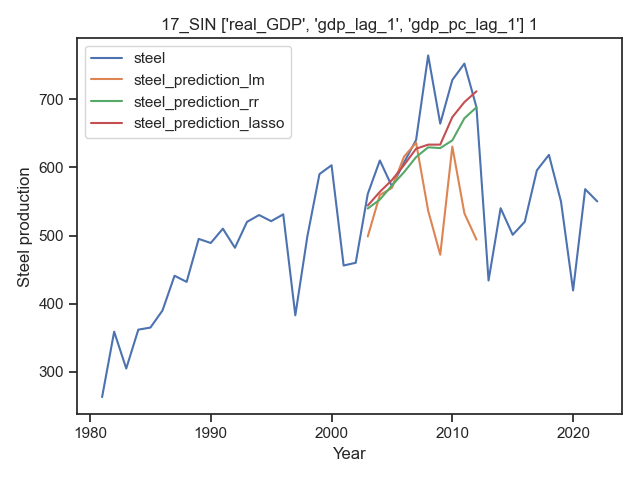 17_SIN ['real_GDP', 'gdp_lag_1', 'gdp_pc_lag_1'] 1
steel
steel_prediction_lm
steel_prediction_rr
steel_prediction_lasso
Steel production
700
600
500
400
300
1980
1990
2000
2010
2020
Year